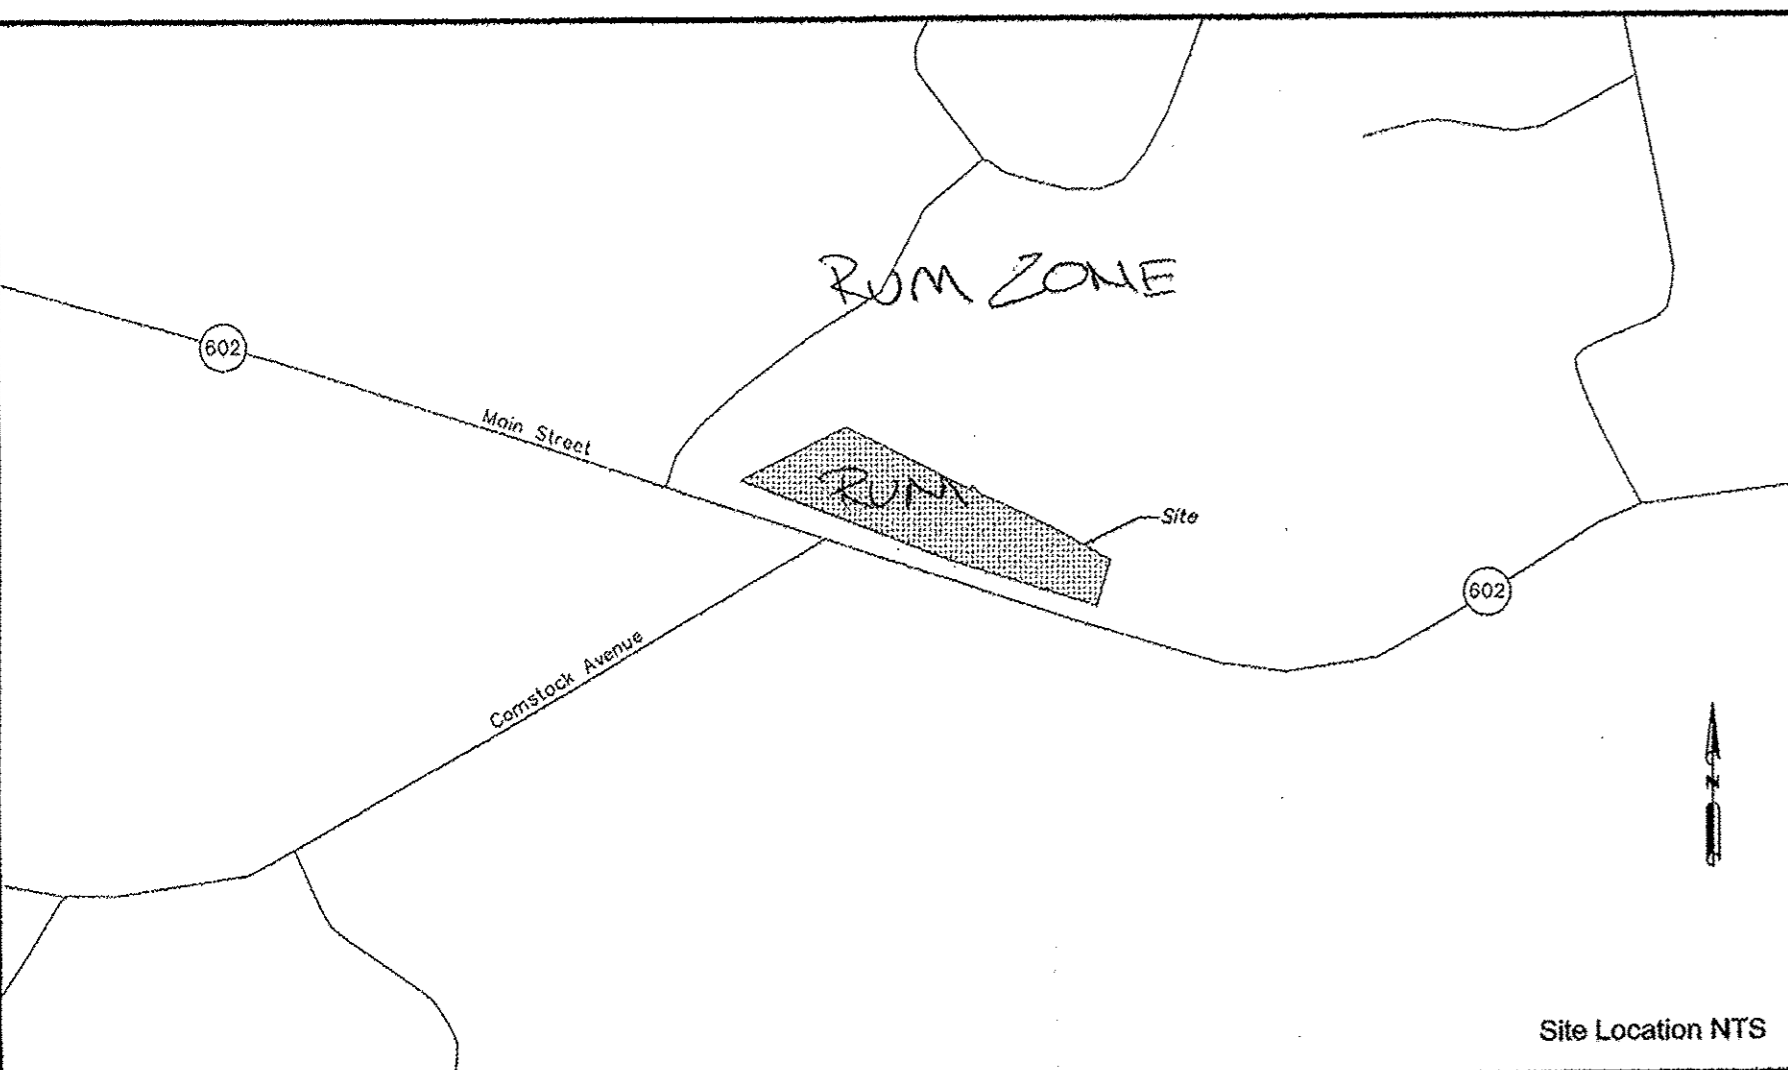 RUM ZONE
602
Main Street
RUM
Site
602
Comstock Avenue
N
Site Location NTS